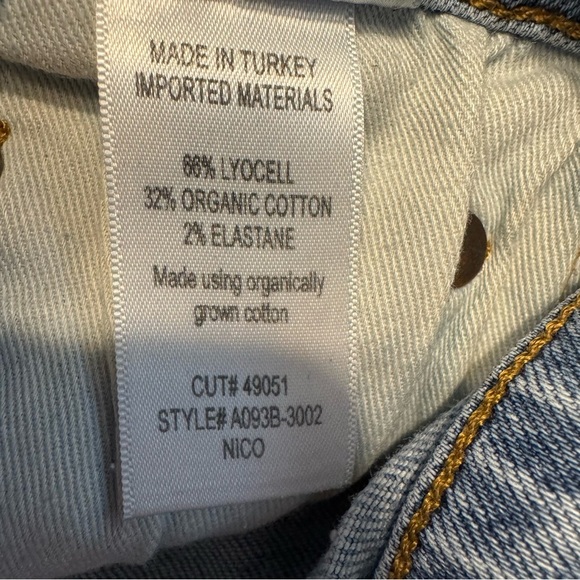 MADE IN TURKEY
IMPORTED MATERIALS
66% LYOCELL
32% ORGANIC COTTON
2% ELASTANE
Made using organically
grown cotton
CUT# 49051
STYLE# A093B-3002
NICO